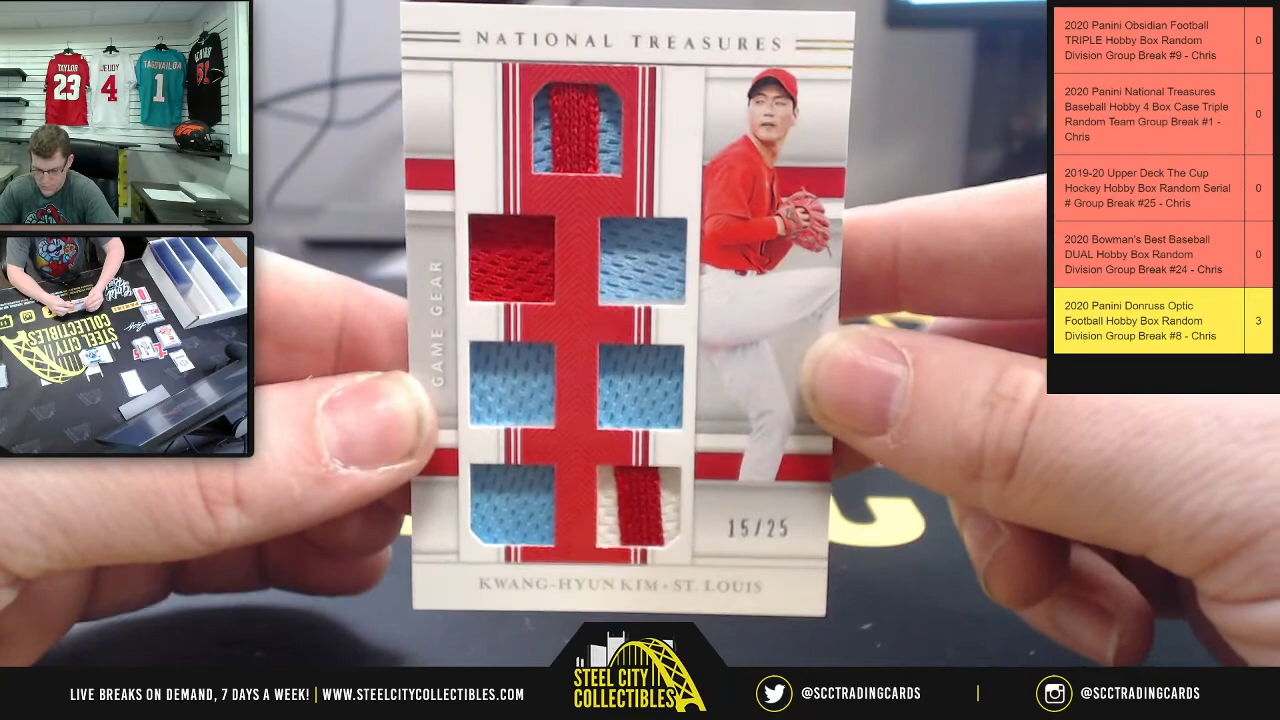 TAYLOR
23
JEUDY
4
TAGOVAILOA
1
STEEL CITY
COLLECTIBLES
NATIONAL TREASURES
GAME GEAR
15/25
KWANG-HYUN KIM • ST. LOUIS
2020 Panini Obsidian Football
TRIPLE Hobby Box Random
Division Group Break #9 - Chris
0
2020 Panini National Treasures
Baseball Hobby 4 Box Case Triple
Random Team Group Break #1 -
Chris
0
2019-20 Upper Deck The Cup
Hockey Hobby Box Random Serial
# Group Break #25 - Chris
0
2020 Bowman's Best Baseball
DUAL Hobby Box Random
Division Group Break #24 - Chris
0
2020 Panini Donruss Optic
Football Hobby Box Random
Division Group Break #8 - Chris
3
LIVE BREAKS ON DEMAND, 7 DAYS A WEEK! | WWW.STEELCITYCOLLECTIBLES.COM
STEEL CITY
COLLECTIBLES
@SCCTRADINGCARDS | @SCCTRADINGCARDS